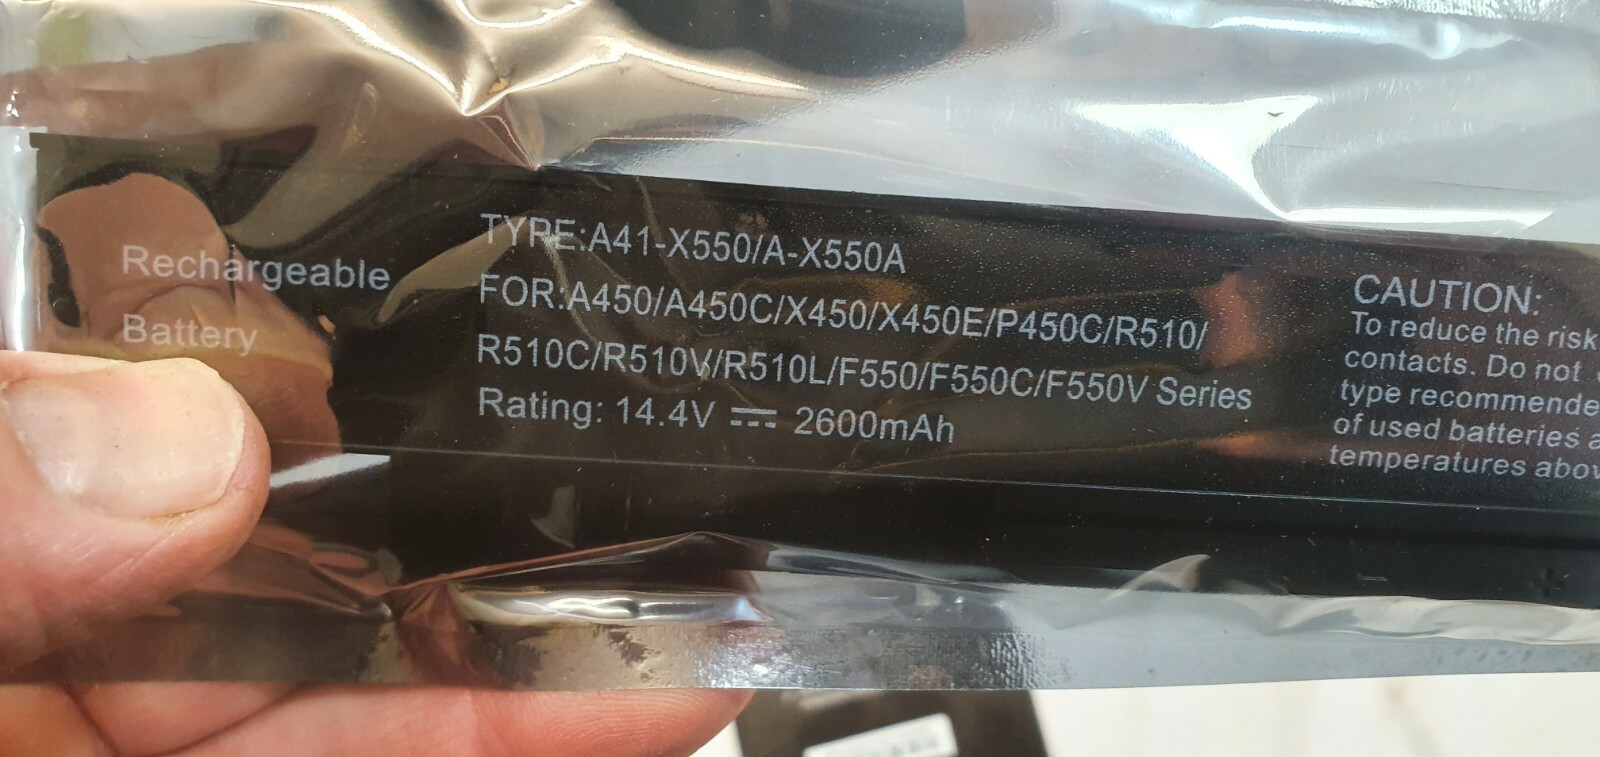 Rechargeable
Battery
TYPE:A41-X550/A-X550A
FOR:A450/A450C/X450/X450E/P450C/R510/
R510C/R510V/R510L/F550/F550C/F550V Series
Rating: 14.4V ⎓ 2600mAh
CAUTION:
To reduce the risk
contacts. Do not
type recommende
of used batteries a
temperatures abov